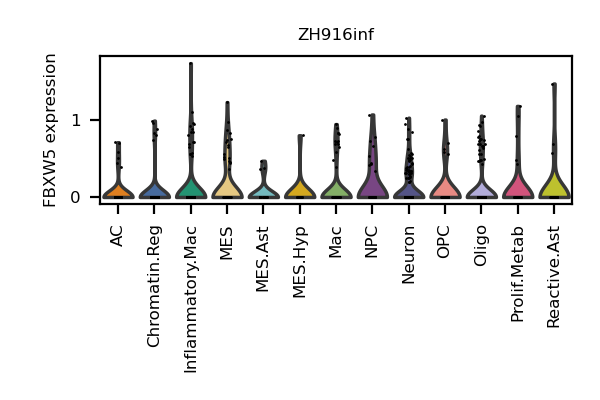 ZH916inf
FBXW5 expression
1
0
AC
Chromatin.Reg
Inflammatory.Mac
MES
MES.Ast
MES.Hyp
Mac
NPC
Neuron
OPC
Oligo
Prolif.Metab
Reactive.Ast